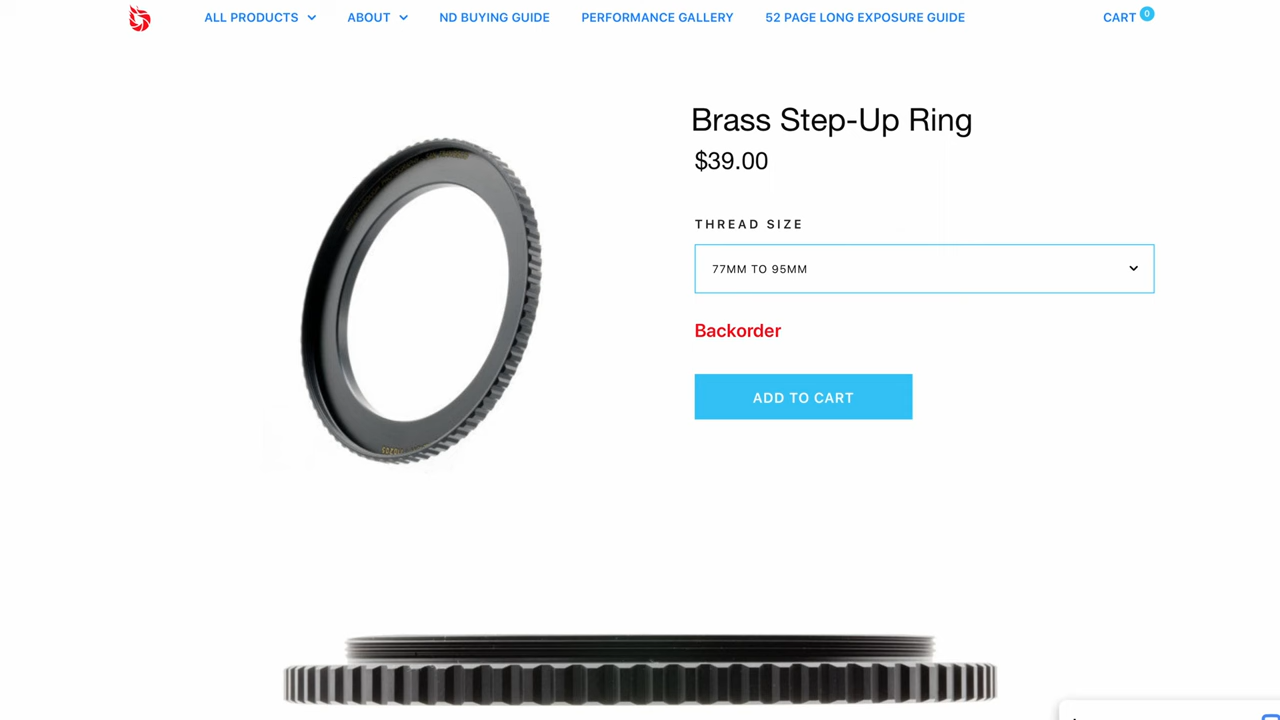 ALL PRODUCTS
ABOUT
ND BUYING GUIDE
PERFORMANCE GALLERY
52 PAGE LONG EXPOSURE GUIDE
CART 0
Brass Step-Up Ring
$39.00
THREAD SIZE
77MM TO 95MM
Backorder
ADD TO CART